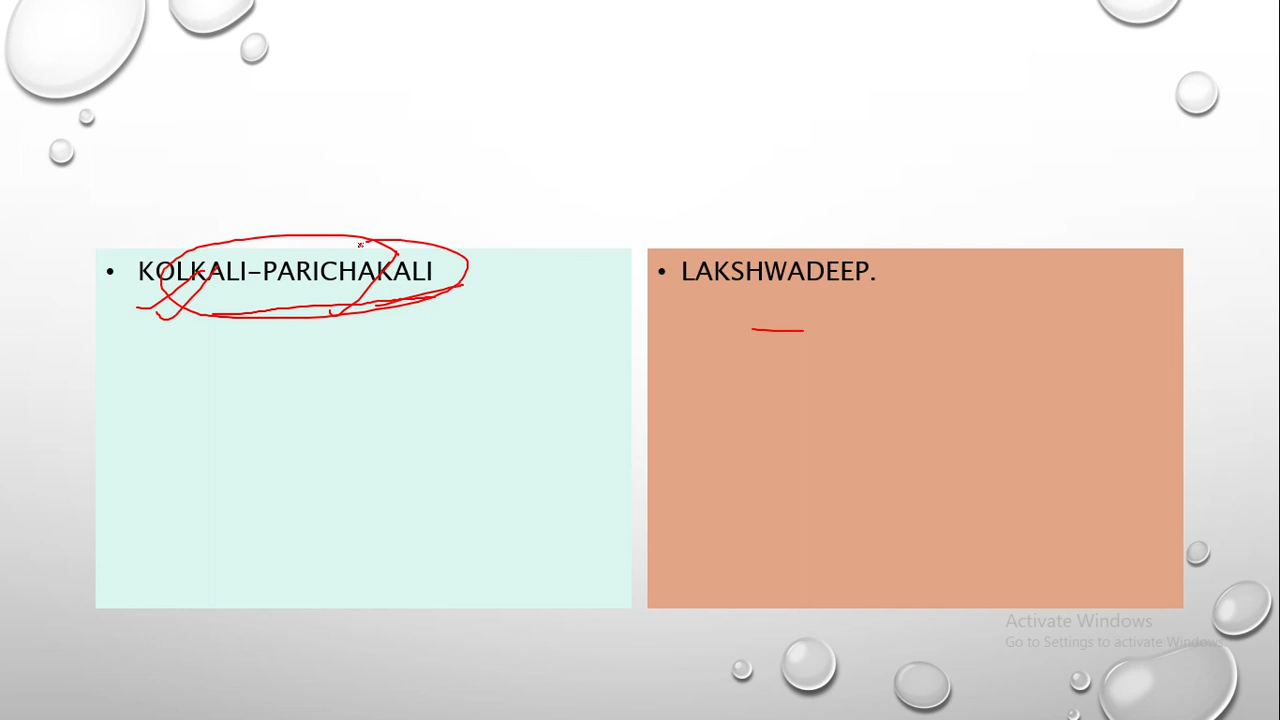 • KOLKALI–PARICHAKALI
• LAKSHWADEEP.
Activate Windows
Go to Settings to activate Windows.